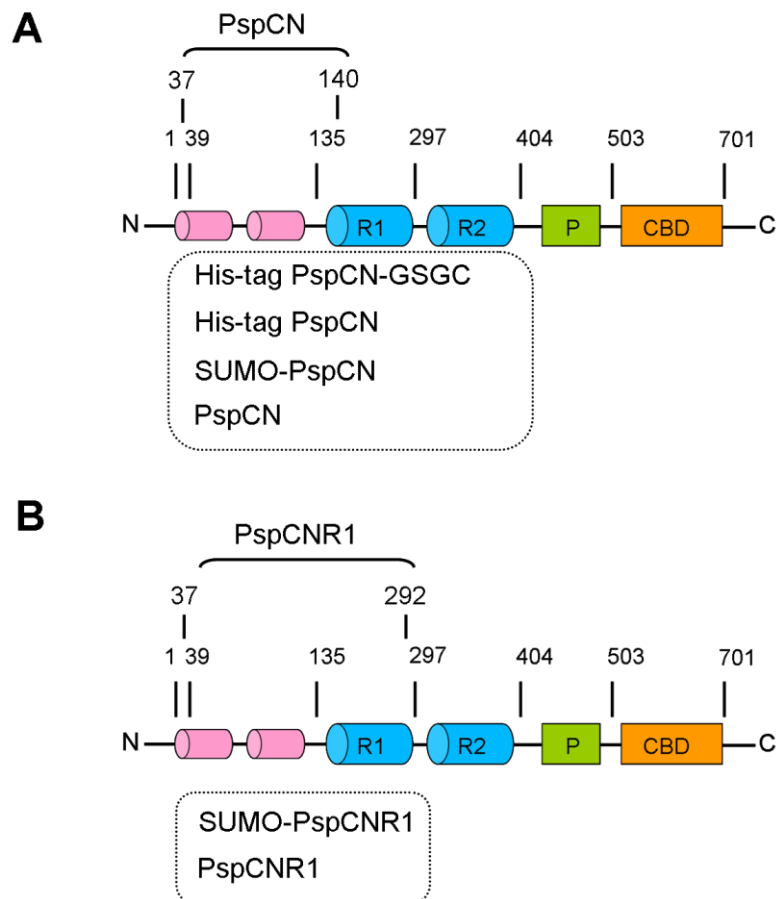 A
PspCN
37 140
1 39 135 297 404 503 701
N R1 R2 P CBD C
His-tag PspCN-GSGC
His-tag PspCN
SUMO-PspCN
PspCN
B
PspCNR1
37 292
1 39 135 297 404 503 701
N R1 R2 P CBD C
SUMO-PspCNR1
PspCNR1